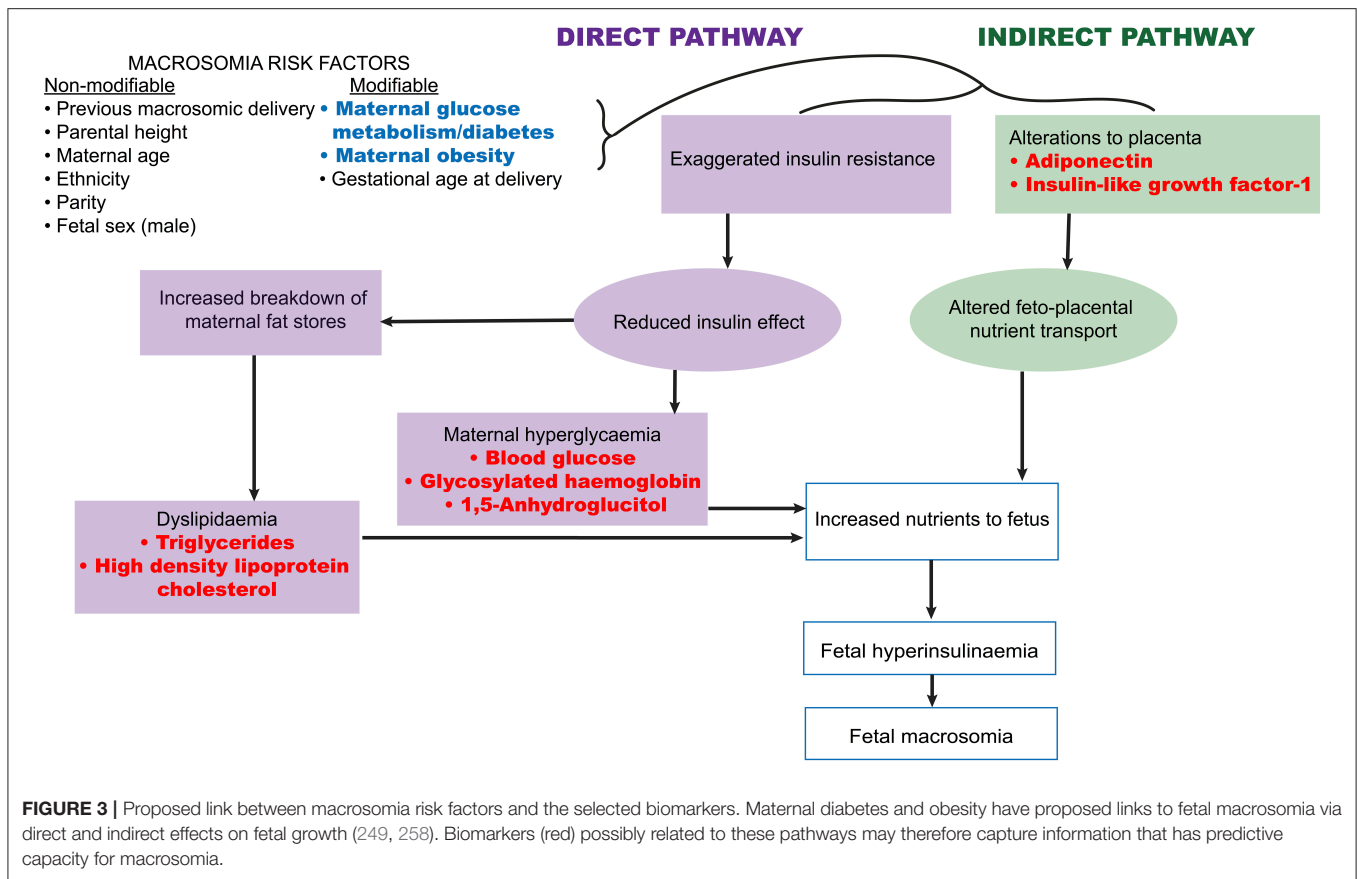 DIRECT PATHWAY
INDIRECT PATHWAY
MACROSOMIA RISK FACTORS
Non-modifiable
• Previous macrosomic delivery
• Parental height
• Maternal age
• Ethnicity
• Parity
• Fetal sex (male)
Modifiable
• Maternal glucose
metabolism/diabetes
• Maternal obesity
• Gestational age at delivery
Exaggerated insulin resistance
Alterations to placenta
• Adiponectin
• Insulin-like growth factor-1
Increased breakdown of
maternal fat stores
Reduced insulin effect
Altered feto-placental
nutrient transport
Maternal hyperglycaemia
• Blood glucose
• Glycosylated haemoglobin
• 1,5-Anhydroglucitol
Dyslipidaemia
• Triglycerides
• High density lipoprotein
cholesterol
Increased nutrients to fetus
Fetal hyperinsulinaemia
Fetal macrosomia
FIGURE 3 | Proposed link between macrosomia risk factors and the selected biomarkers. Maternal diabetes and obesity have proposed links to fetal macrosomia via
direct and indirect effects on fetal growth (249, 258). Biomarkers (red) possibly related to these pathways may therefore capture information that has predictive
capacity for macrosomia.